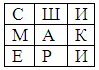 С Ш И
М А К
Е Р И